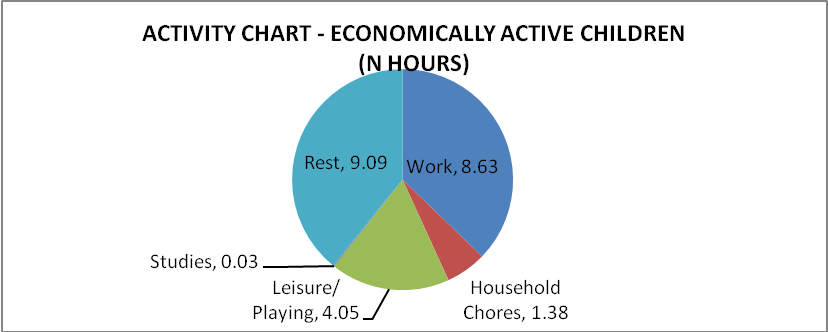 ACTIVITY CHART - ECONOMICALLY ACTIVE CHILDREN
(N HOURS)
Rest, 9.09
Work, 8.63
Studies, 0.03
Leisure/
Playing, 4.05
Household
Chores, 1.38